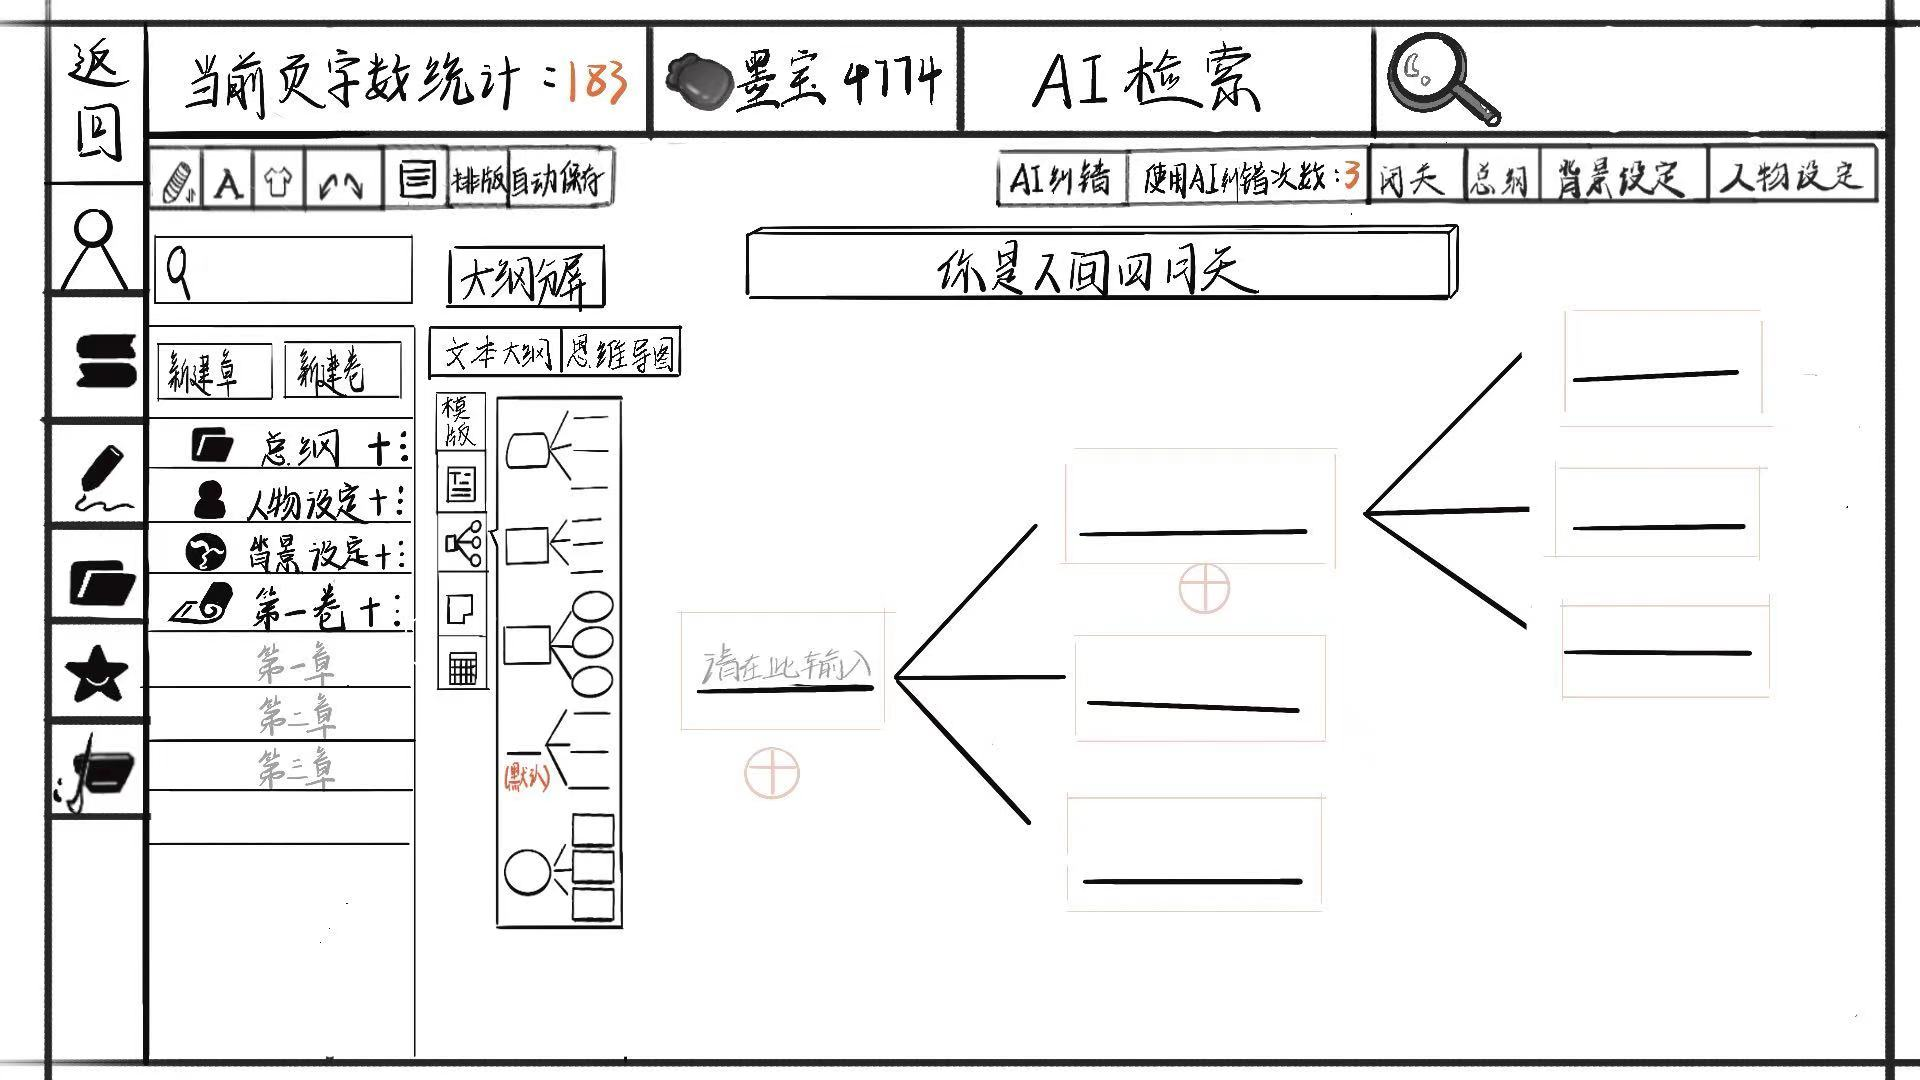 返回
当前页字数统计:183
墨宝 4774
AI 检索
A
排版
自动保存
AI纠错
使用AI纠错次数:3
闭关
总纲
背景设定
人物设定
大纲分屏
你是人间四月天
文本大纲
思维导图
新建章
新建卷
模版
总纲 +
人物设定+
背景设定+
第一卷 +
第一章
第二章
第三章
T
请在此输入
(默认)